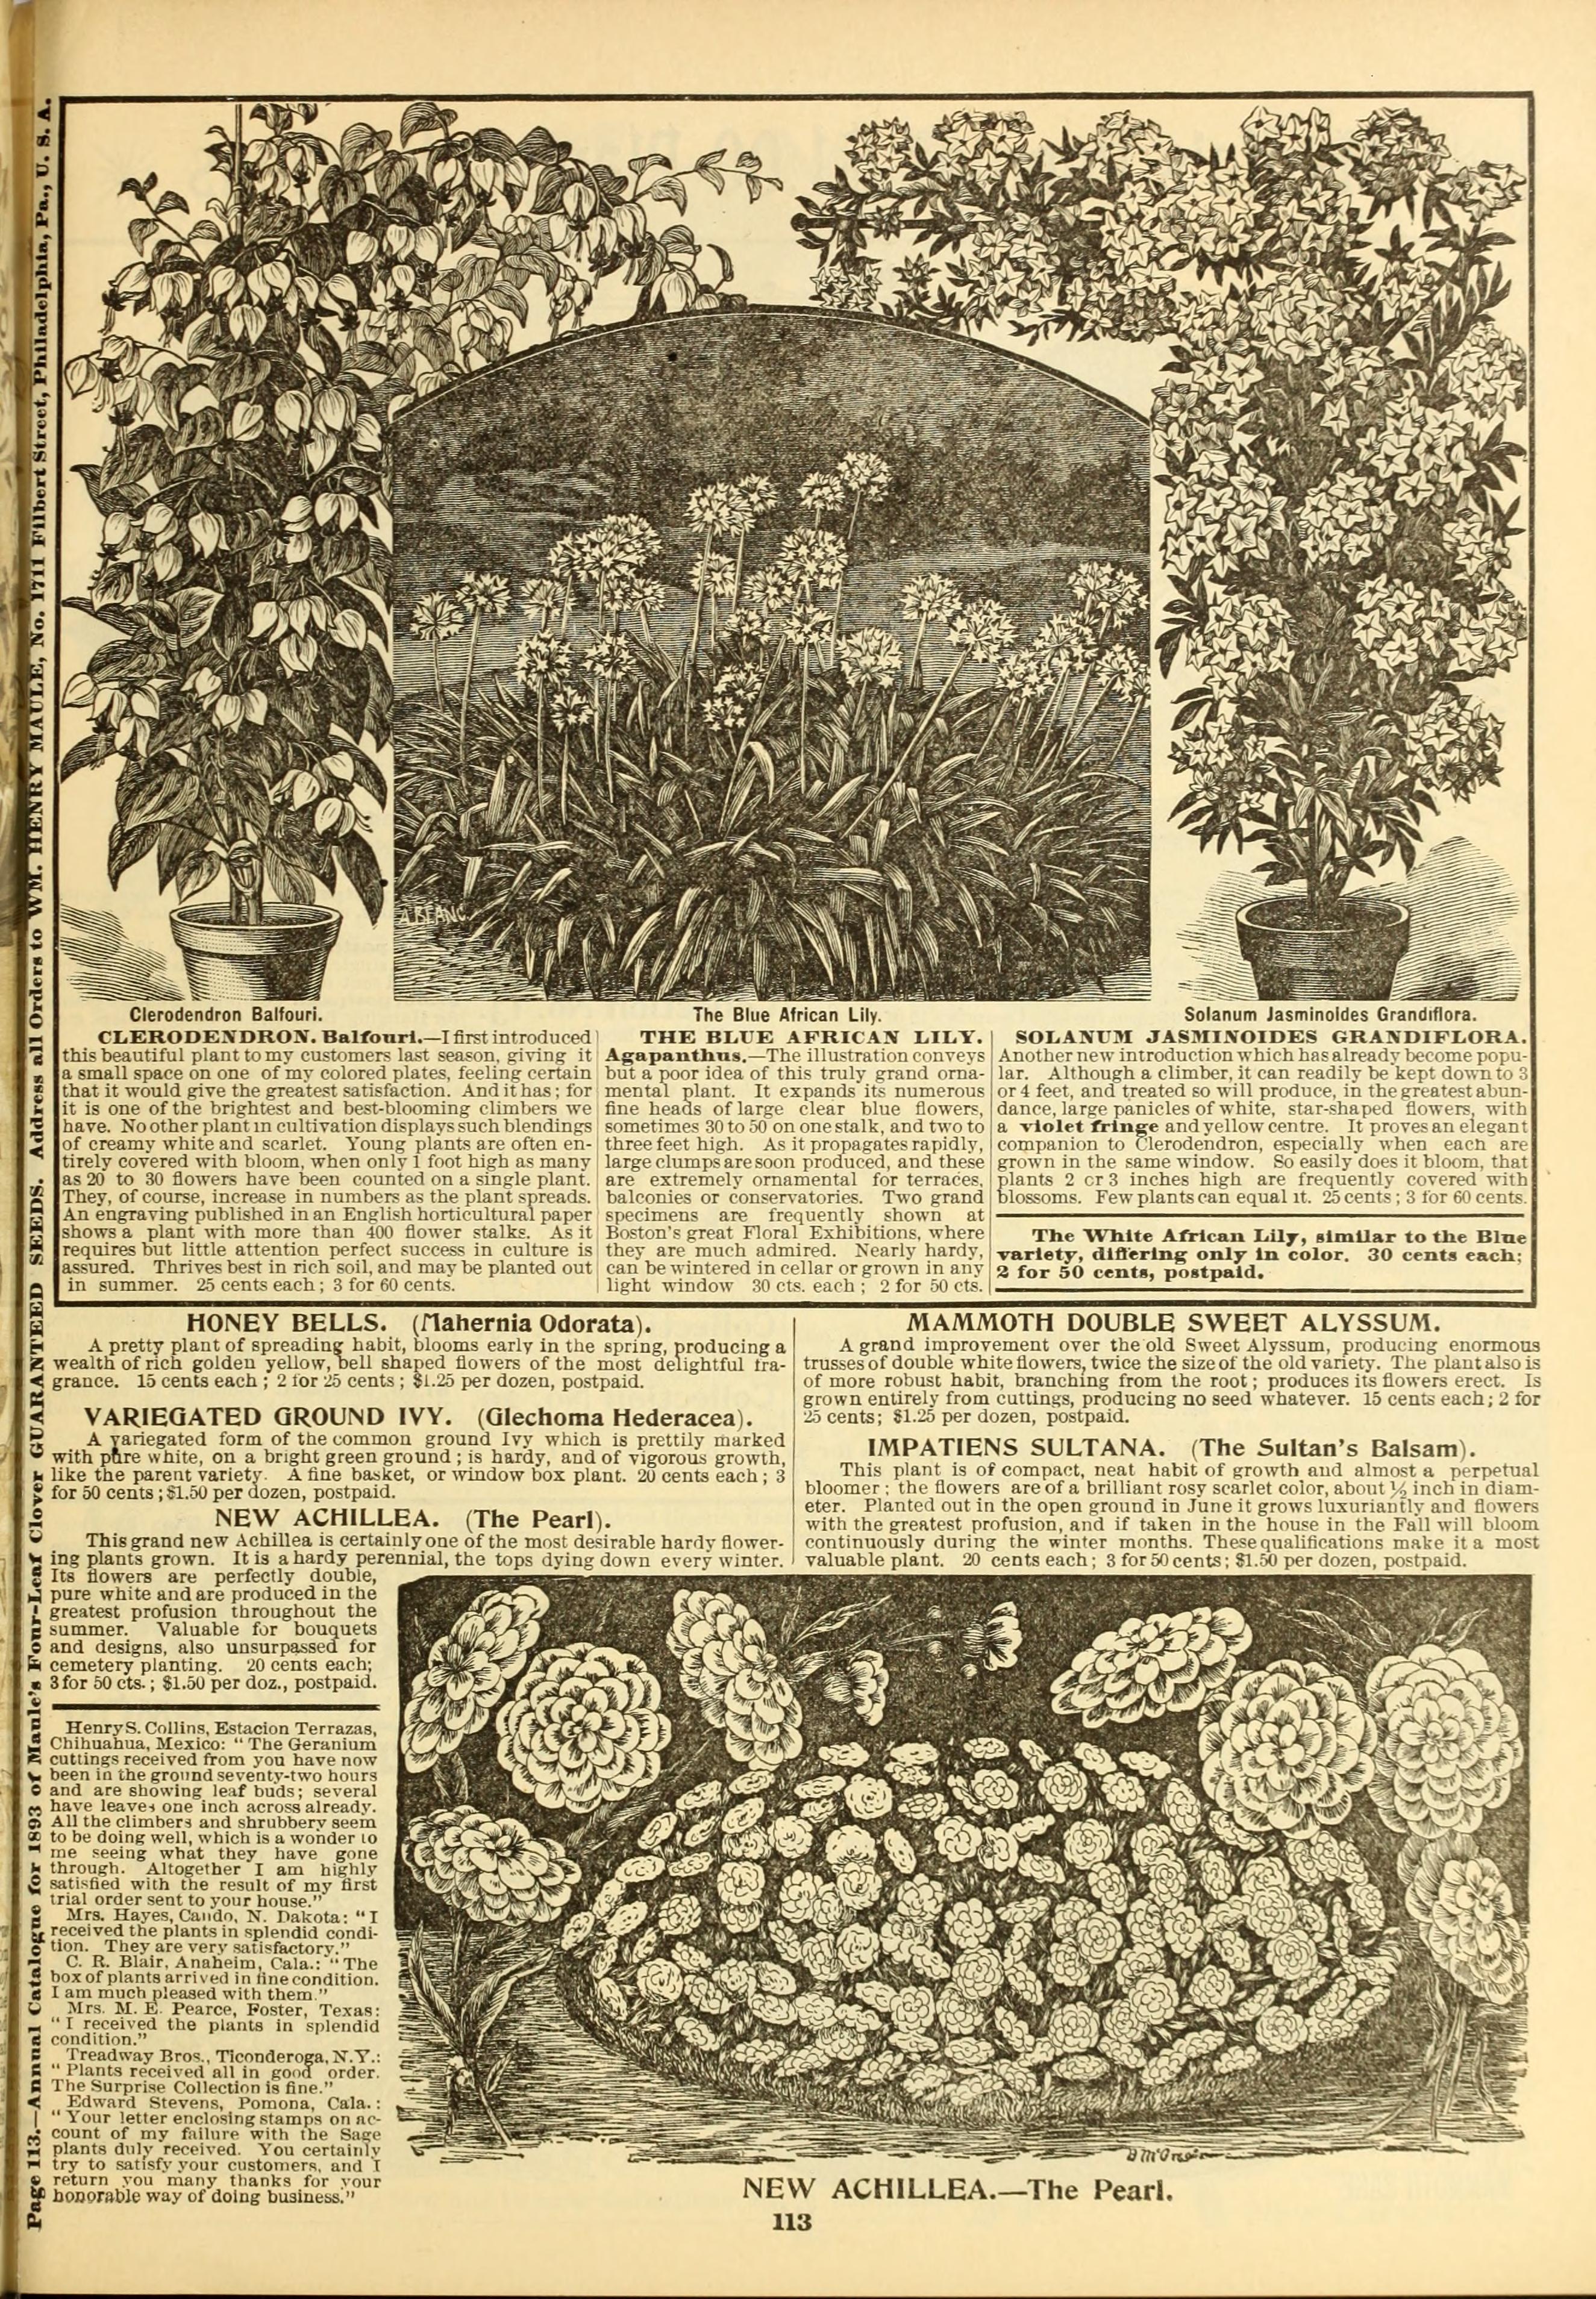 Page 113.—Annual Catalogue for 1893 of Maule's Four-Leaf Clover GUARANTEED SEEDS. Address all Orders to WM. HENRY MAULE, No. 1711 Filbert Street, Philadelphia, Pa., U. S. A.
A.BLANC
Clerodendron Balfouri.
The Blue African Lily.
Solanum Jasminoides Grandiflora.
CLERODENDRON. Balfouri.—I first introduced
this beautiful plant to my customers last season, giving it
a small space on one of my colored plates, feeling certain
that it would give the greatest satisfaction. And it has; for
it is one of the brightest and best-blooming climbers we
have. No other plant in cultivation displays such blendings
of creamy white and scarlet. Young plants are often en-
tirely covered with bloom, when only 1 foot high as many
as 20 to 30 flowers have been counted on a single plant.
They, of course, increase in numbers as the plant spreads.
An engraving published in an English horticultural paper
shows a plant with more than 400 flower stalks. As it
requires but little attention perfect success in culture is
assured. Thrives best in rich soil, and may be planted out
in summer. 25 cents each; 3 for 60 cents.
THE BLUE AFRICAN LILY.
Agapanthus.—The illustration conveys
but a poor idea of this truly grand orna-
mental plant. It expands its numerous
fine heads of large clear blue flowers,
sometimes 30 to 50 on one stalk, and two to
three feet high. As it propagates rapidly,
large clumps are soon produced, and these
are extremely ornamental for terraces,
balconies or conservatories. Two grand
specimens are frequently shown at
Boston's great Floral Exhibitions, where
they are much admired. Nearly hardy,
can be wintered in cellar or grown in any
light window 30 cts. each; 2 for 50 cts.
SOLANUM JASMINOIDES GRANDIFLORA.
Another new introduction which has already become popu-
lar. Although a climber, it can readily be kept down to 3
or 4 feet, and treated so will produce, in the greatest abun-
dance, large panicles of white, star-shaped flowers, with
a violet fringe and yellow centre. It proves an elegant
companion to Clerodendron, especially when each are
grown in the same window. So easily does it bloom, that
plants 2 or 3 inches high are frequently covered with
blossoms. Few plants can equal it. 25 cents; 3 for 60 cents.
The White African Lily, similar to the Blue
variety, differing only in color. 30 cents each;
2 for 50 cents, postpaid.
HONEY BELLS. (Mahernia Odorata).
A pretty plant of spreading habit, blooms early in the spring, producing a
wealth of rich golden yellow, bell shaped flowers of the most delightful fra-
grance. 15 cents each; 2 for 25 cents; $1.25 per dozen, postpaid.
VARIEGATED GROUND IVY. (Glechoma Hederacea).
A variegated form of the common ground Ivy which is prettily marked
with pure white, on a bright green ground; is hardy, and of vigorous growth,
like the parent variety. A fine basket, or window box plant. 20 cents each; 3
for 50 cents; $1.50 per dozen, postpaid.
NEW ACHILLEA. (The Pearl).
This grand new Achillea is certainly one of the most desirable hardy flower-
ing plants grown. It is a hardy perennial, the tops dying down every winter.
Its flowers are perfectly double,
pure white and are produced in the
greatest profusion throughout the
summer. Valuable for bouquets
and designs, also unsurpassed for
cemetery planting. 20 cents each;
3 for 50 cts.; $1.50 per doz., postpaid.
MAMMOTH DOUBLE SWEET ALYSSUM.
A grand improvement over the old Sweet Alyssum, producing enormous
trusses of double white flowers, twice the size of the old variety. The plant also is
of more robust habit, branching from the root; produces its flowers erect. Is
grown entirely from cuttings, producing no seed whatever. 15 cents each; 2 for
25 cents; $1.25 per dozen, postpaid.
IMPATIENS SULTANA. (The Sultan's Balsam).
This plant is of compact, neat habit of growth and almost a perpetual
bloomer; the flowers are of a brilliant rosy scarlet color, about ½ inch in diam-
eter. Planted out in the open ground in June it grows luxuriantly and flowers
with the greatest profusion, and if taken in the house in the Fall will bloom
continuously during the winter months. These qualifications make it a most
valuable plant. 20 cents each; 3 for 50 cents; $1.50 per dozen, postpaid.
Henry S. Collins, Estacion Terrazas,
Chihuahua, Mexico: "The Geranium
cuttings received from you have now
been in the ground seventy-two hours
and are showing leaf buds; several
have leaves one inch across already.
All the climbers and shrubbery seem
to be doing well, which is a wonder to
me seeing what they have gone
through. Altogether I am highly
satisfied with the result of my first
trial order sent to your house."
Mrs. Hayes, Cando, N. Dakota: "I
received the plants in splendid condi-
tion. They are very satisfactory."
C. R. Blair, Anaheim, Cala.: "The
box of plants arrived in fine condition.
I am much pleased with them."
Mrs. M. E. Pearce, Foster, Texas:
"I received the plants in splendid
condition."
Treadway Bros., Ticonderoga, N.Y.:
"Plants received all in good order.
The Surprise Collection is fine."
Edward Stevens, Pomona, Cala.:
"Your letter enclosing stamps on ac-
count of my failure with the Sage
plants duly received. You certainly
try to satisfy your customers, and I
return you many thanks for your
honorable way of doing business."
NEW ACHILLEA.—The Pearl.
113